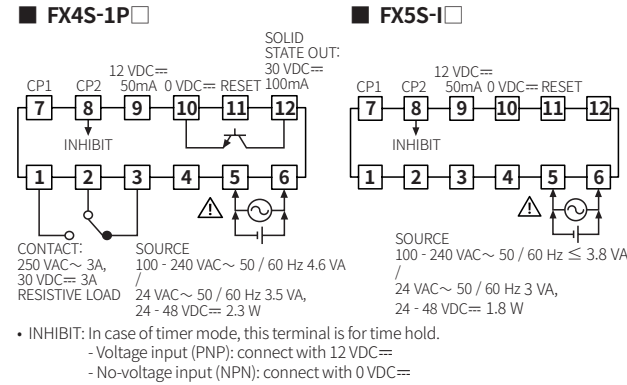 ■ FX4S-1P□
SOLID
STATE OUT:
30 VDC⎓
100mA
12 VDC⎓
CP1 CP2 50mA 0 VDC⎓ RESET
7 8 9 10 11 12
INHIBIT
1 2 3 4 5 6
CONTACT:
250 VAC～ 3A,
30 VDC⎓ 3A
RESISTIVE LOAD
SOURCE
100 - 240 VAC～ 50 / 60 Hz 4.6 VA
/
24 VAC～ 50 / 60 Hz 3.5 VA,
24 - 48 VDC⎓ 2.3 W
■ FX5S-I□
12 VDC⎓
CP1 CP2 50mA 0 VDC⎓ RESET
7 8 9 10 11 12
INHIBIT
1 2 3 4 5 6
SOURCE
100 - 240 VAC～ 50 / 60 Hz ≤ 3.8 VA
/
24 VAC～ 50 / 60 Hz 3 VA,
24 - 48 VDC⎓ 1.8 W
• INHIBIT: In case of timer mode, this terminal is for time hold.
- Voltage input (PNP): connect with 12 VDC⎓
- No-voltage input (NPN): connect with 0 VDC⎓